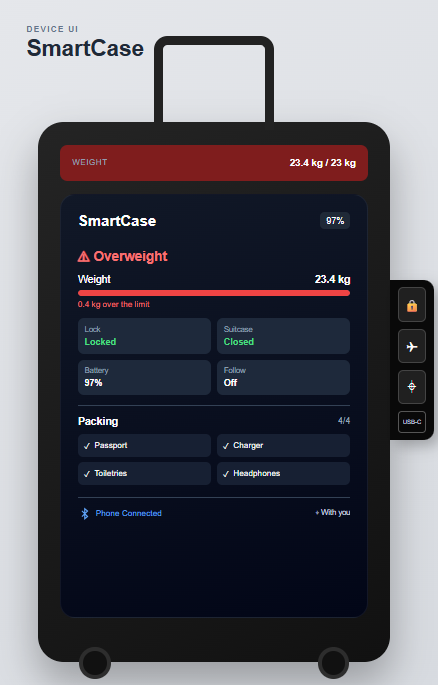 DEVICE UI
SmartCase
WEIGHT 23.4 kg / 23 kg
SmartCase 97%
⚠ Overweight
Weight 23.4 kg
0.4 kg over the limit
Lock Suitcase
Locked Closed
Battery Follow
97% Off
Packing 4/4
✓ Passport ✓ Charger
✓ Toiletries ✓ Headphones
Phone Connected With you
USB-C